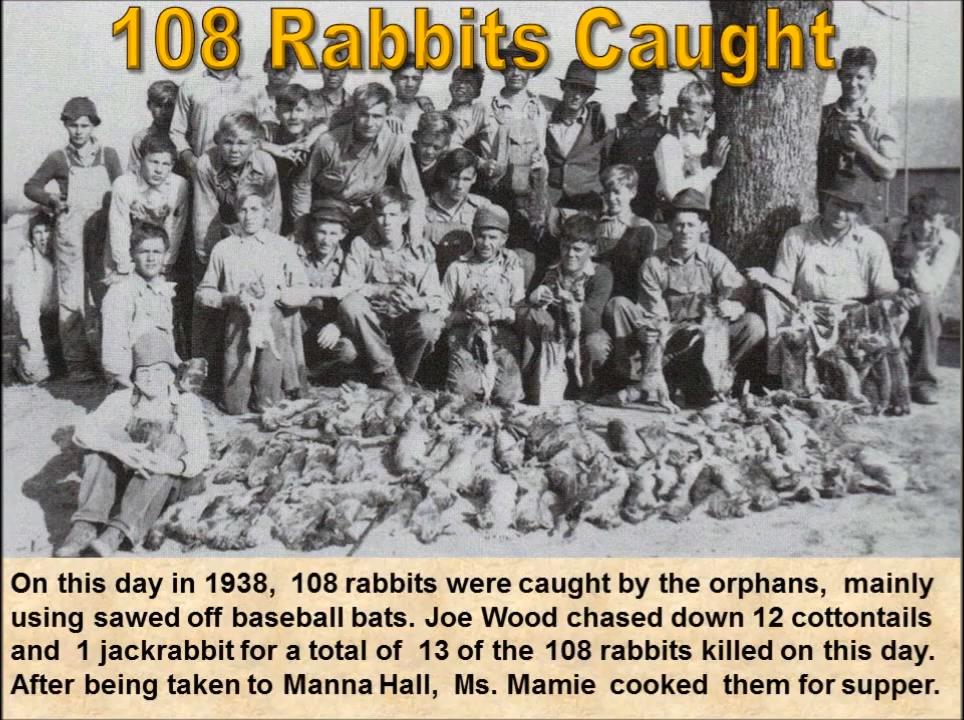 108 Rabbits Caught
On this day in 1938, 108 rabbits were caught by the orphans, mainly
using sawed off baseball bats. Joe Wood chased down 12 cottontails
and 1 jackrabbit for a total of 13 of the 108 rabbits killed on this day.
After being taken to Manna Hall, Ms. Mamie cooked them for supper.